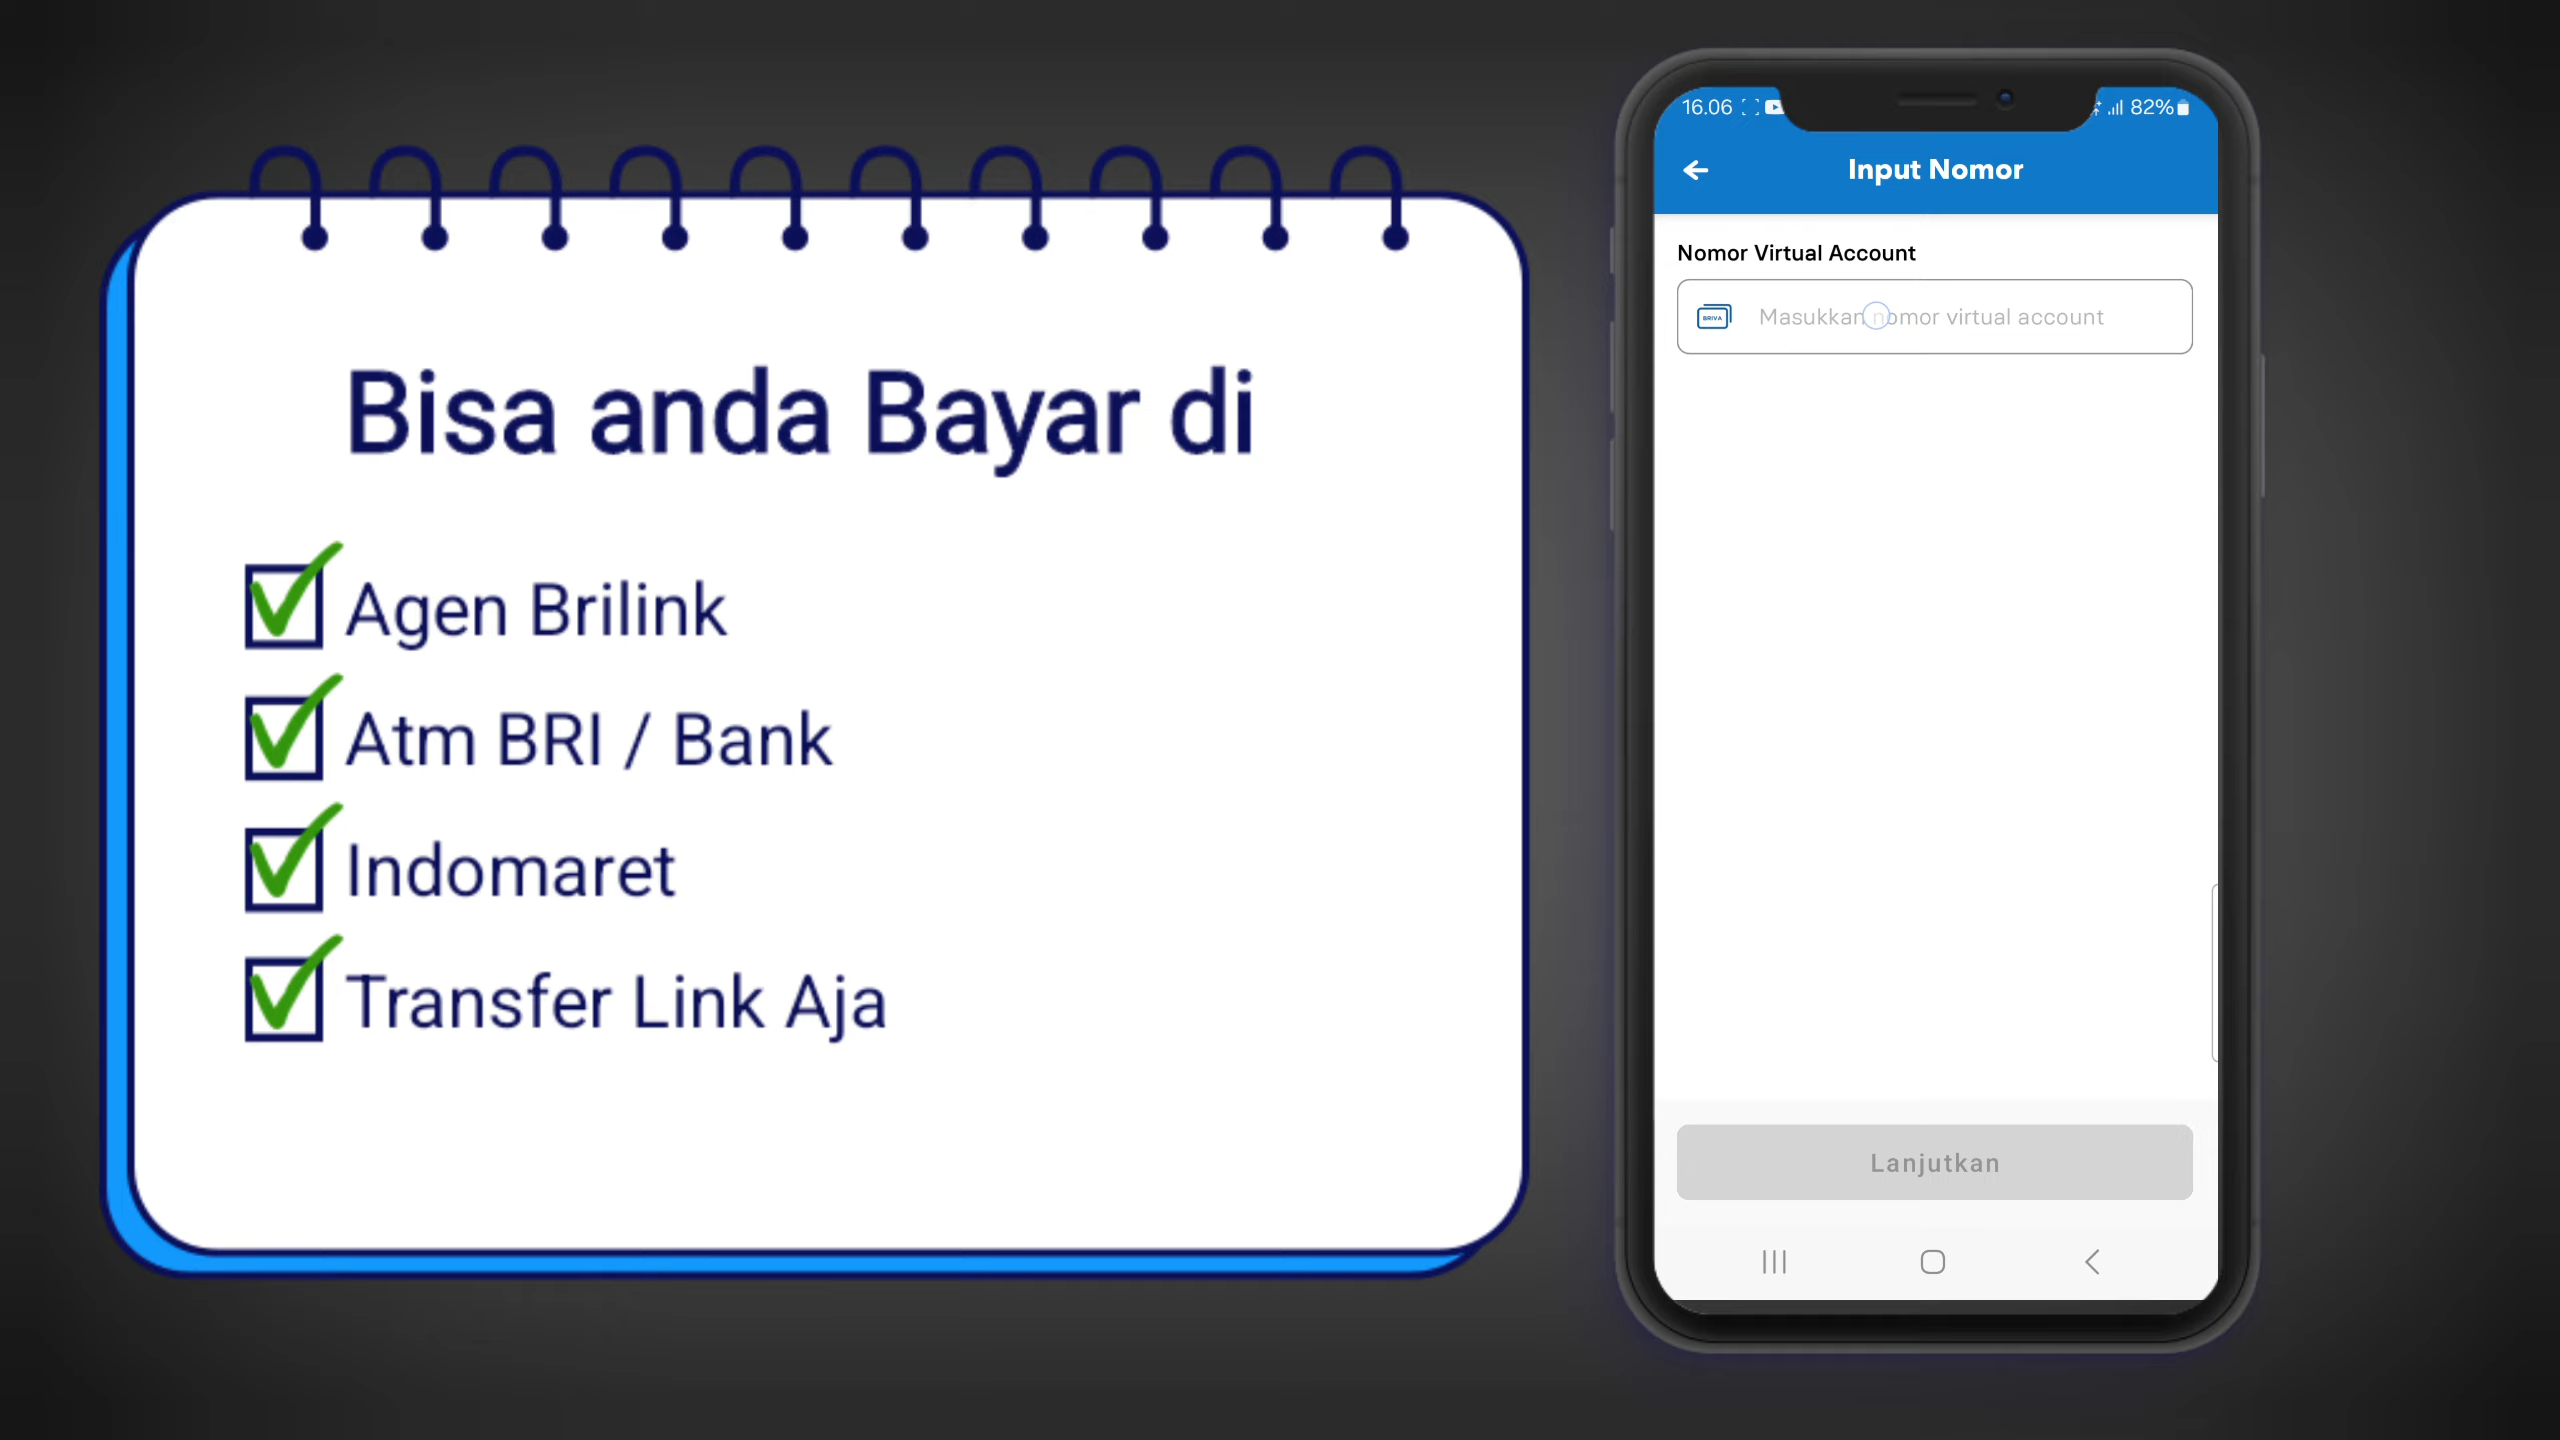 Bisa anda Bayar di
Agen Brilink
Atm BRI / Bank
Indomaret
Transfer Link Aja
16.06
82%
Input Nomor
Nomor Virtual Account
BRIVA
Masukkan nomor virtual account
Lanjutkan